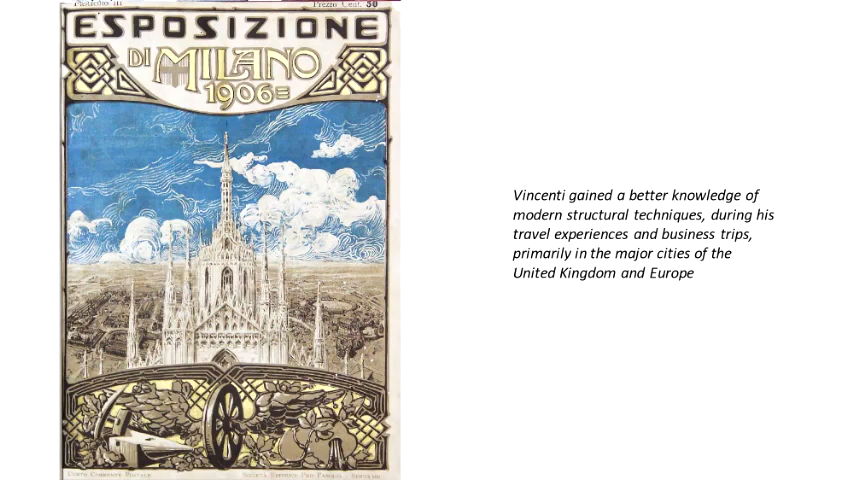 Prezzo Cent. 50
ESPOSIZIONE
DI MILANO
1906
Vincenti gained a better knowledge of
modern structural techniques, during his
travel experiences and business trips,
primarily in the major cities of the
United Kingdom and Europe